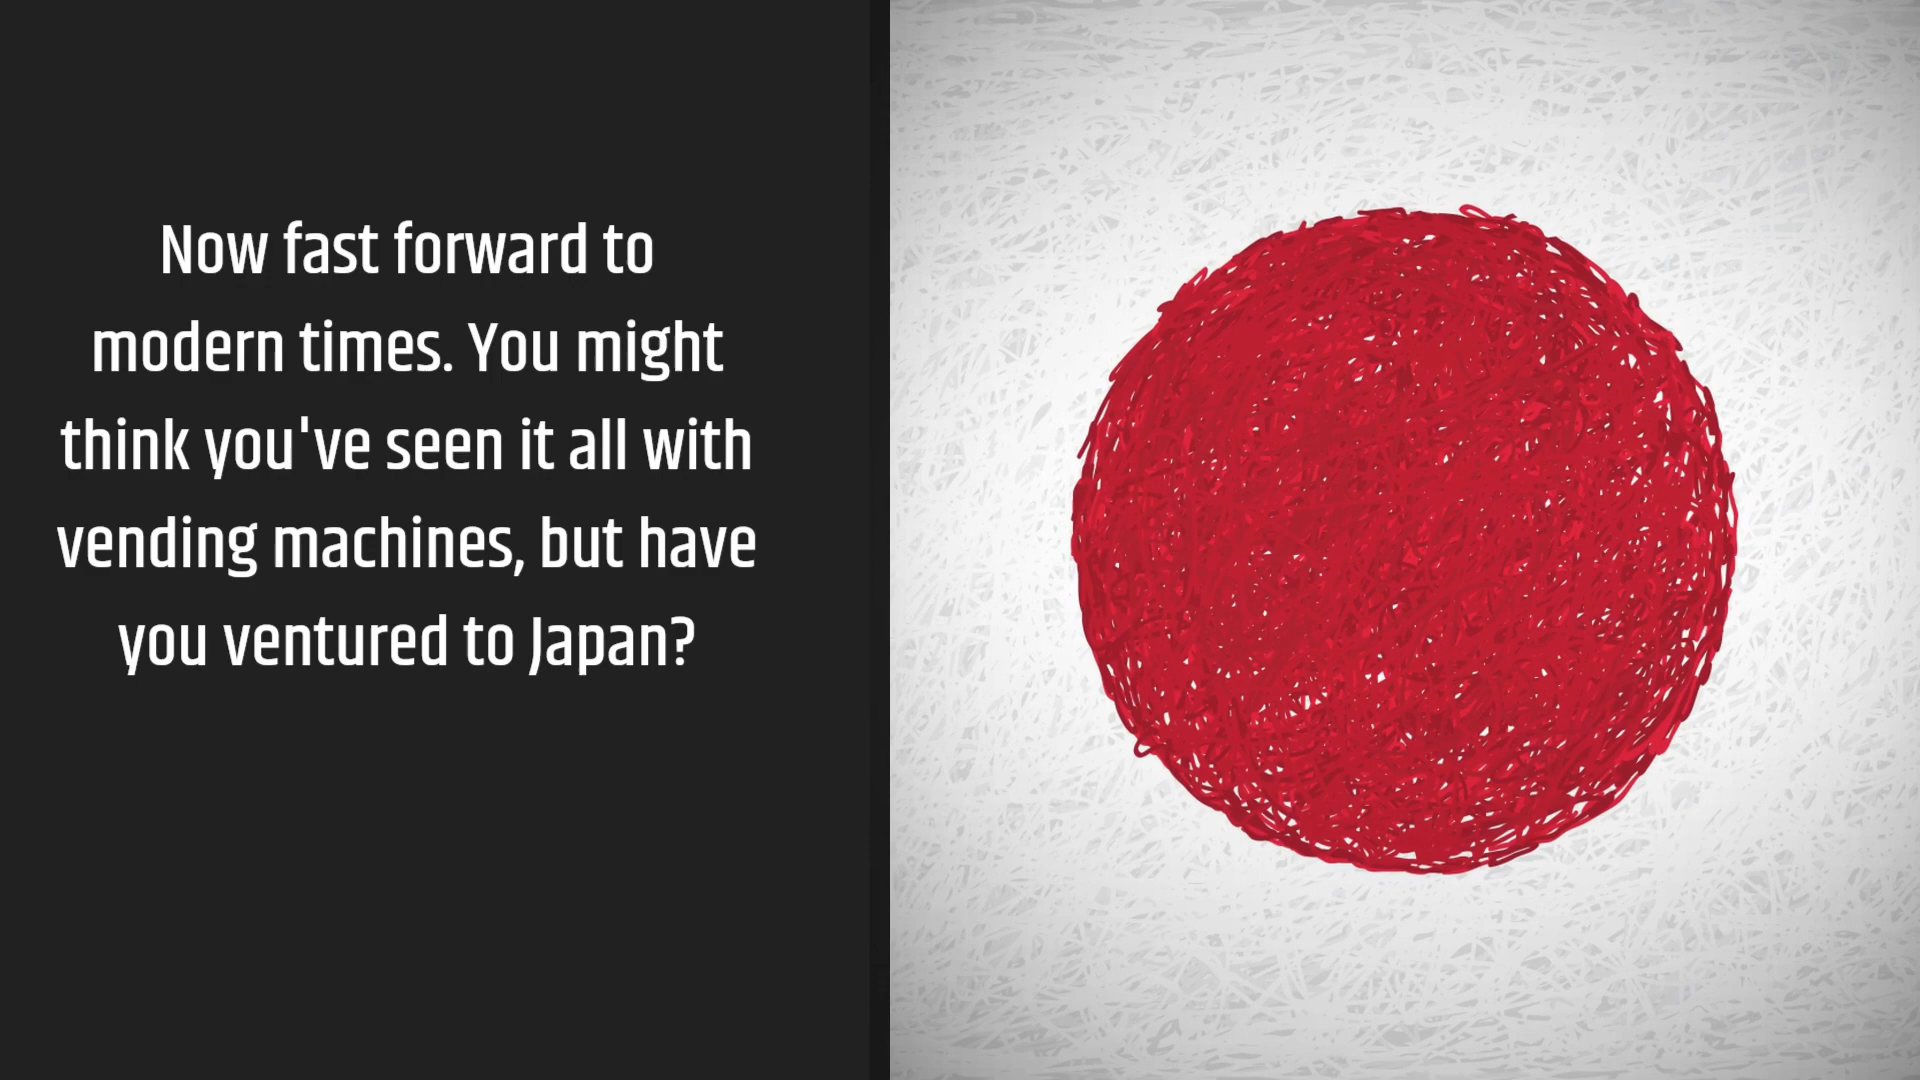 Now fast forward to
modern times. You might
think you've seen it all with
vending machines, but have
you ventured to Japan?